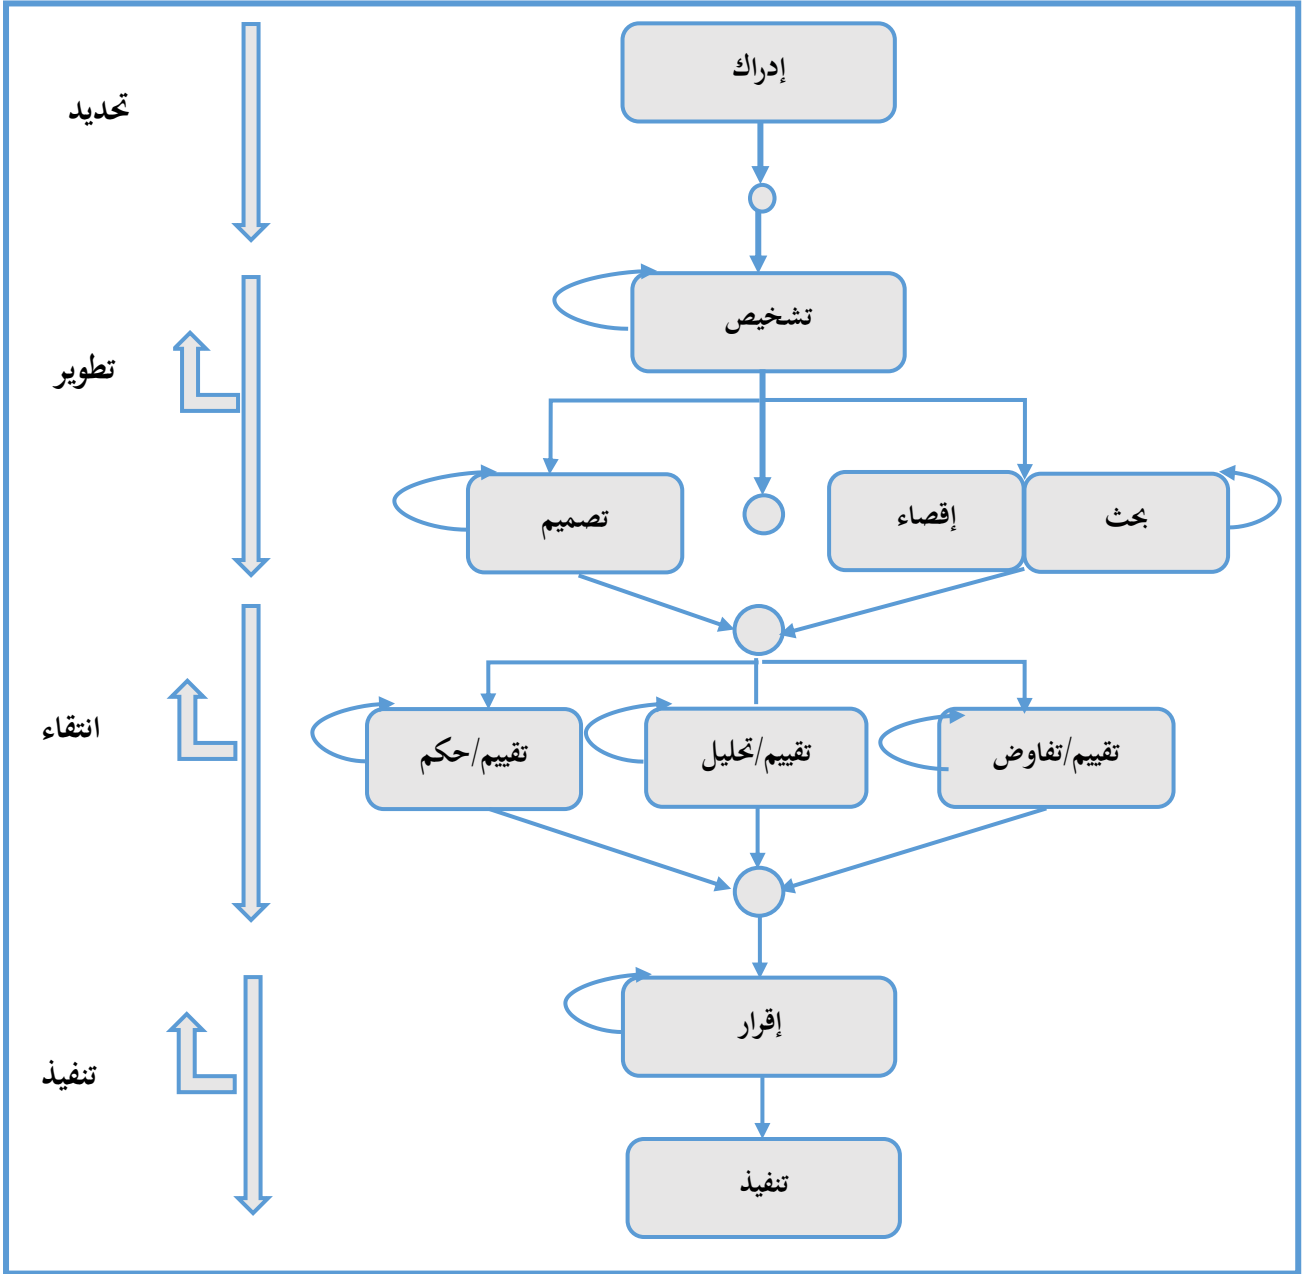 إدراك
تحديد
تشخيص
تطوير
بحث
إقصاء
تصميم
انتقاء
تقييم/تفاوض
تقييم/تحليل
تقييم/حكم
إقرار
تنفيذ
تنفيذ